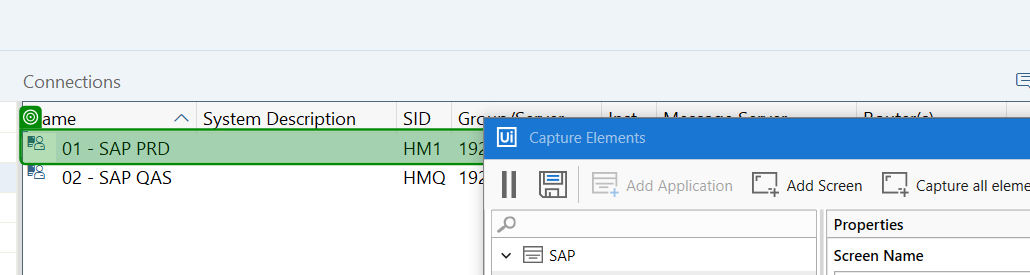 Connections
Name System Description SID Group/Server Inst... Message Server Router(s)
01 - SAP PRD HM1 192
02 - SAP QAS HMQ 192
Ui Capture Elements
Add Application Add Screen Capture all eleme
Properties
SAP Screen Name